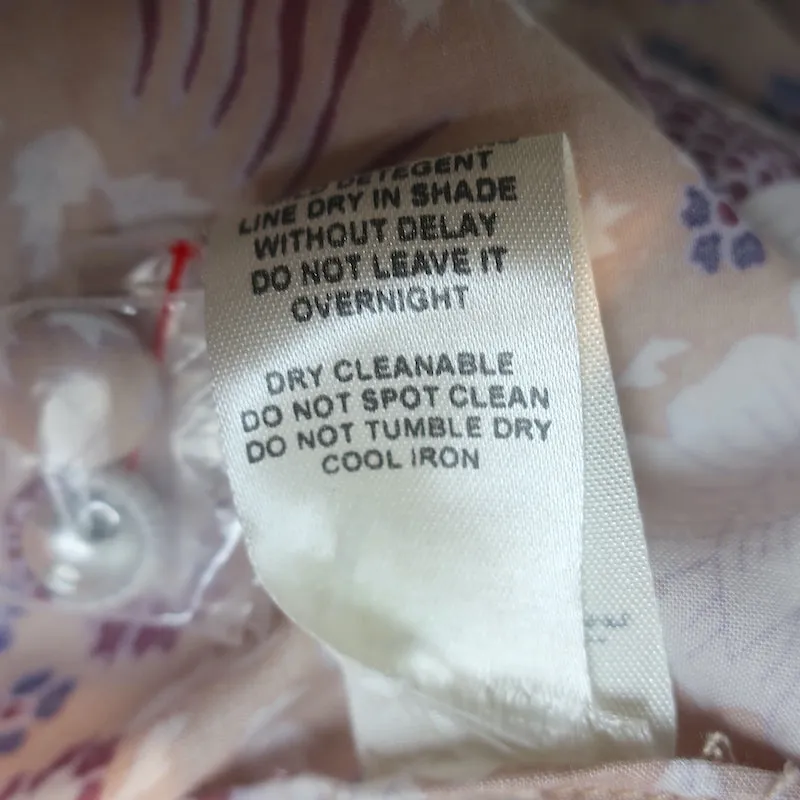 DETEGENT
LINE DRY IN SHADE
WITHOUT DELAY
DO NOT LEAVE IT
OVERNIGHT
DRY CLEANABLE
DO NOT SPOT CLEAN
DO NOT TUMBLE DRY
COOL IRON